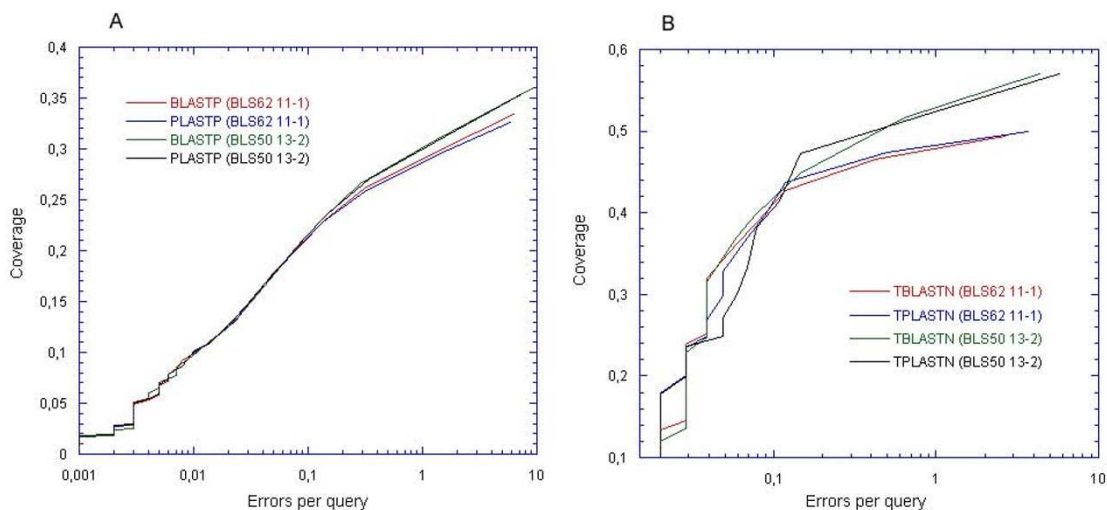 A
0,4
0,35
0,3
0,25
0,2
0,15
0,1
0,05
0
Coverage
BLASTP (BLS62 11-1)
PLASTP (BLS62 11-1)
BLASTP (BLS50 13-2)
PLASTP (BLS50 13-2)
0,001
0,01
0,1
1
10
Errors per query
B
0,6
0,5
0,4
0,3
0,2
0,1
Coverage
TBLASTN (BLS62 11-1)
TPLASTN (BLS62 11-1)
TBLASTN (BLS50 13-2)
TPLASTN (BLS50 13-2)
0,1
1
10
Errors per query